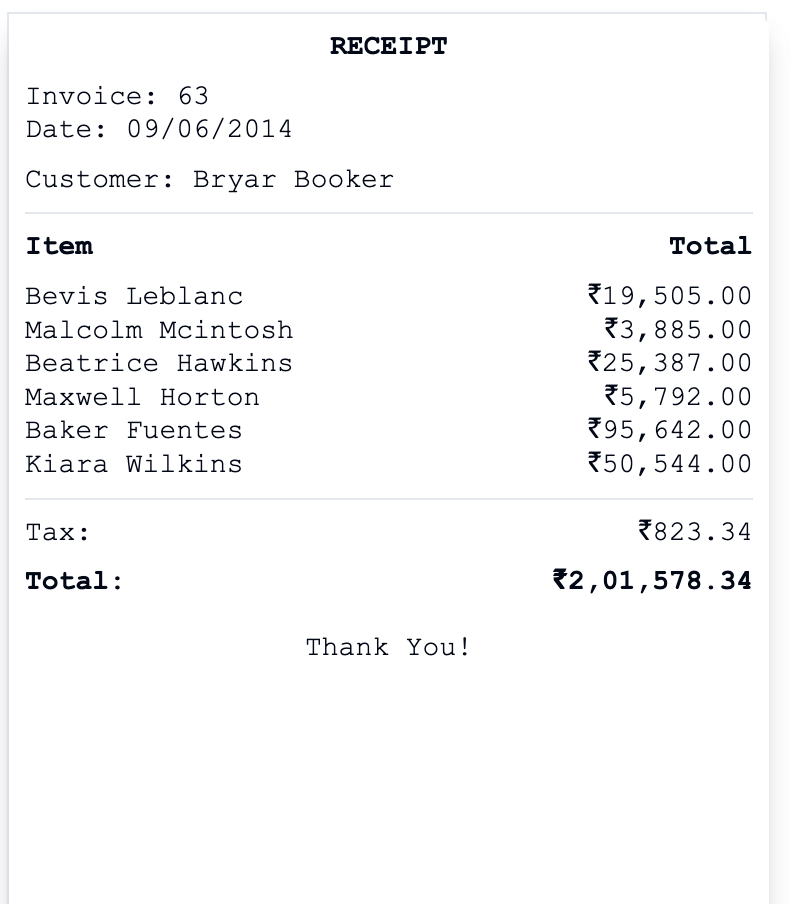 RECEIPT
Invoice: 63
Date: 09/06/2014
Customer: Bryar Booker
Item Total
Bevis Leblanc ₹19,505.00
Malcolm Mcintosh ₹3,885.00
Beatrice Hawkins ₹25,387.00
Maxwell Horton ₹5,792.00
Baker Fuentes ₹95,642.00
Kiara Wilkins ₹50,544.00
Tax: ₹823.34
Total: ₹2,01,578.34
Thank You!